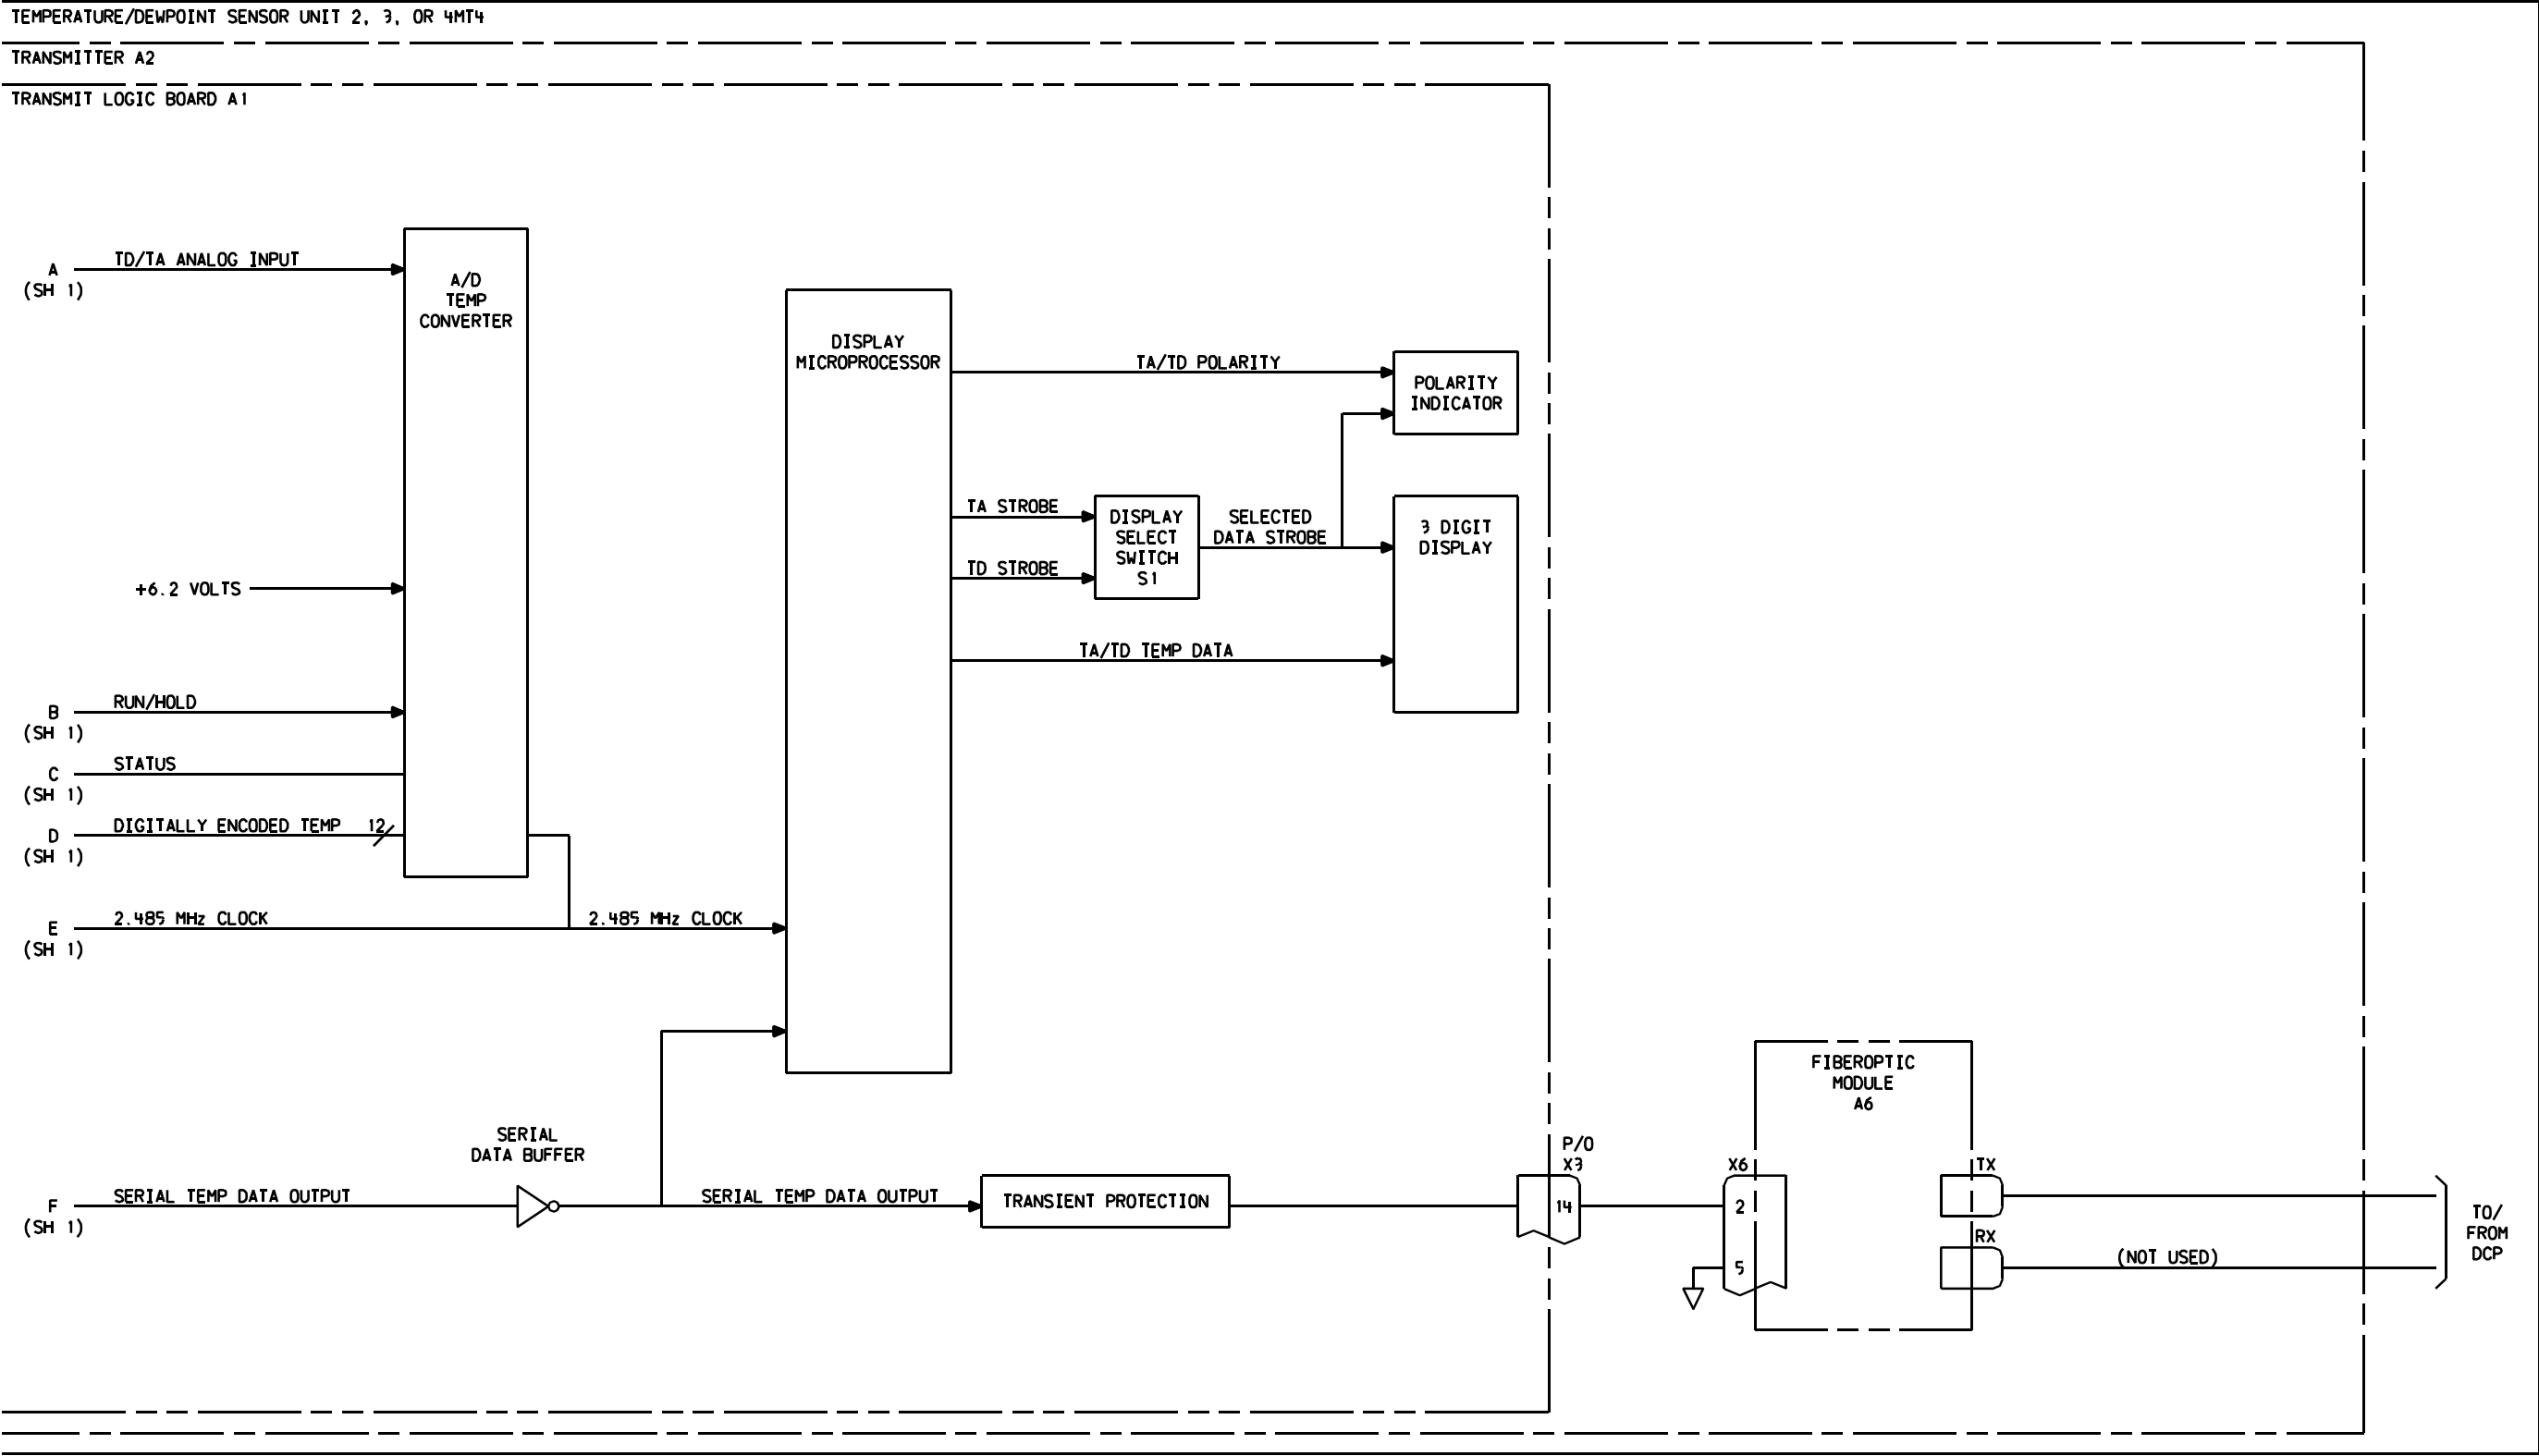 TEMPERATURE/DEWPOINT SENSOR UNIT 2, 3, OR 4MT4
TRANSMITTER A2
TRANSMIT LOGIC BOARD A1
A
(SH 1)
TD/TA ANALOG INPUT
A/D
TEMP
CONVERTER
+6.2 VOLTS
B
(SH 1)
RUN/HOLD
C
(SH 1)
STATUS
D
(SH 1)
DIGITALLY ENCODED TEMP
12
E
(SH 1)
2.485 MHz CLOCK
2.485 MHz CLOCK
DISPLAY
MICROPROCESSOR
TA/TD POLARITY
POLARITY
INDICATOR
TA STROBE
TD STROBE
DISPLAY
SELECT
SWITCH
S1
SELECTED
DATA STROBE
3 DIGIT
DISPLAY
TA/TD TEMP DATA
F
(SH 1)
SERIAL TEMP DATA OUTPUT
SERIAL
DATA BUFFER
SERIAL TEMP DATA OUTPUT
TRANSIENT PROTECTION
P/O
X3
14
X6
2
5
FIBEROPTIC
MODULE
A6
TX
RX
(NOT USED)
TO/
FROM
DCP